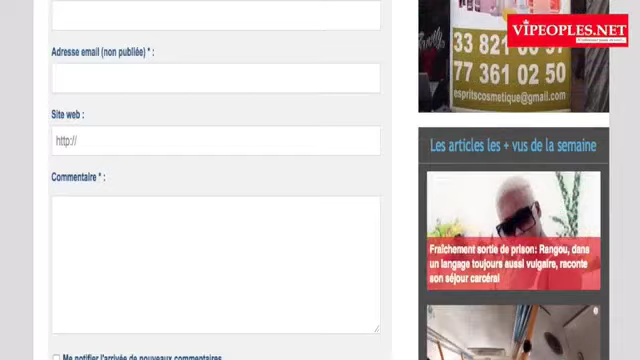 VIPEOPLES.NET
Adresse email (non publiée) * :
77 361 02 50
espritscosmetique@gmail.com
Site web :
http://
Les articles les + vus de la semaine
Commentaire * :
Fraîchement sortie de prison: Rangou, dans
un langage toujours aussi vulgaire, raconte
son séjour carcéral
Me notifier l'arrivée de nouveaux commentaires